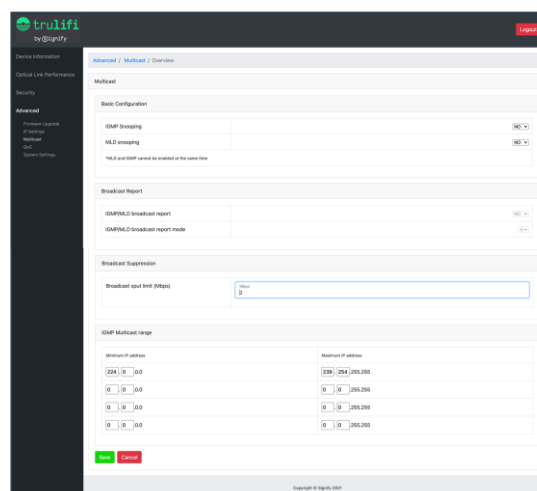 trulifi
by Signify
Logout
Device Information
Optical Link Performance
Security
Advanced
Firmware Upgrade
IP Settings
Multicast
QoS
System Settings
Advanced / Multicast / Overview
Multicast
Basic Configuration
IGMP Snooping NO
MLD snooping NO
*MLD and IGMP cannot be enabled at the same time
Broadcast Report
IGMP/MLD broadcast report NO
IGMP/MLD broadcast report mode 0
Broadcast Suppression
Broadcast xput limit (Mbps)
Mbps
IGMP Multicast range
Minimum IP address Maximum IP address
224 . 0 .0.0 239 . 254 .255.255
0 . 0 .0.0 0 . 0 .255.255
0 . 0 .0.0 0 . 0 .255.255
0 . 0 .0.0 0 . 0 .255.255
Save Cancel
Copyright © Signify 2021